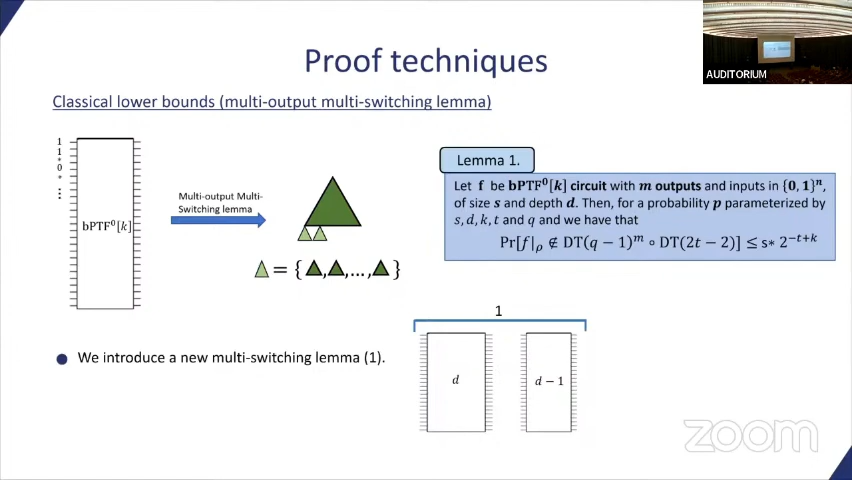 Proof techniques
AUDITORIUM
Classical lower bounds (multi-output multi-switching lemma)
1
1
*
0
*
...
bPTF⁰[k]
Multi-output Multi-
Switching lemma
= { , ,..., }
Lemma 1.
Let f be bPTF⁰[k] circuit with m outputs and inputs in {0, 1}ⁿ,
of size s and depth d. Then, for a probability p parameterized by
s, d, k, t and q and we have that
Pr[f|ρ ∉ DT(q − 1)ᵐ ∘ DT(2t − 2)] ≤ s∗ 2⁻ᵗ⁺ᵏ
1
d
d − 1
We introduce a new multi-switching lemma (1).
zoom